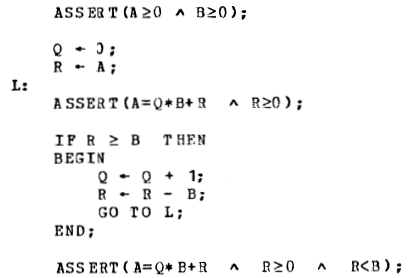 ASSERT(A≥0 ∧ B≥0);
Q ← 0;
R ← A;
L:
ASSERT(A=Q*B+R ∧ R≥0);
IF R ≥ B THEN
BEGIN
Q ← Q + 1;
R ← R - B;
GO TO L;
END;
ASSERT(A=Q*B+R ∧ R≥0 ∧ R<B);